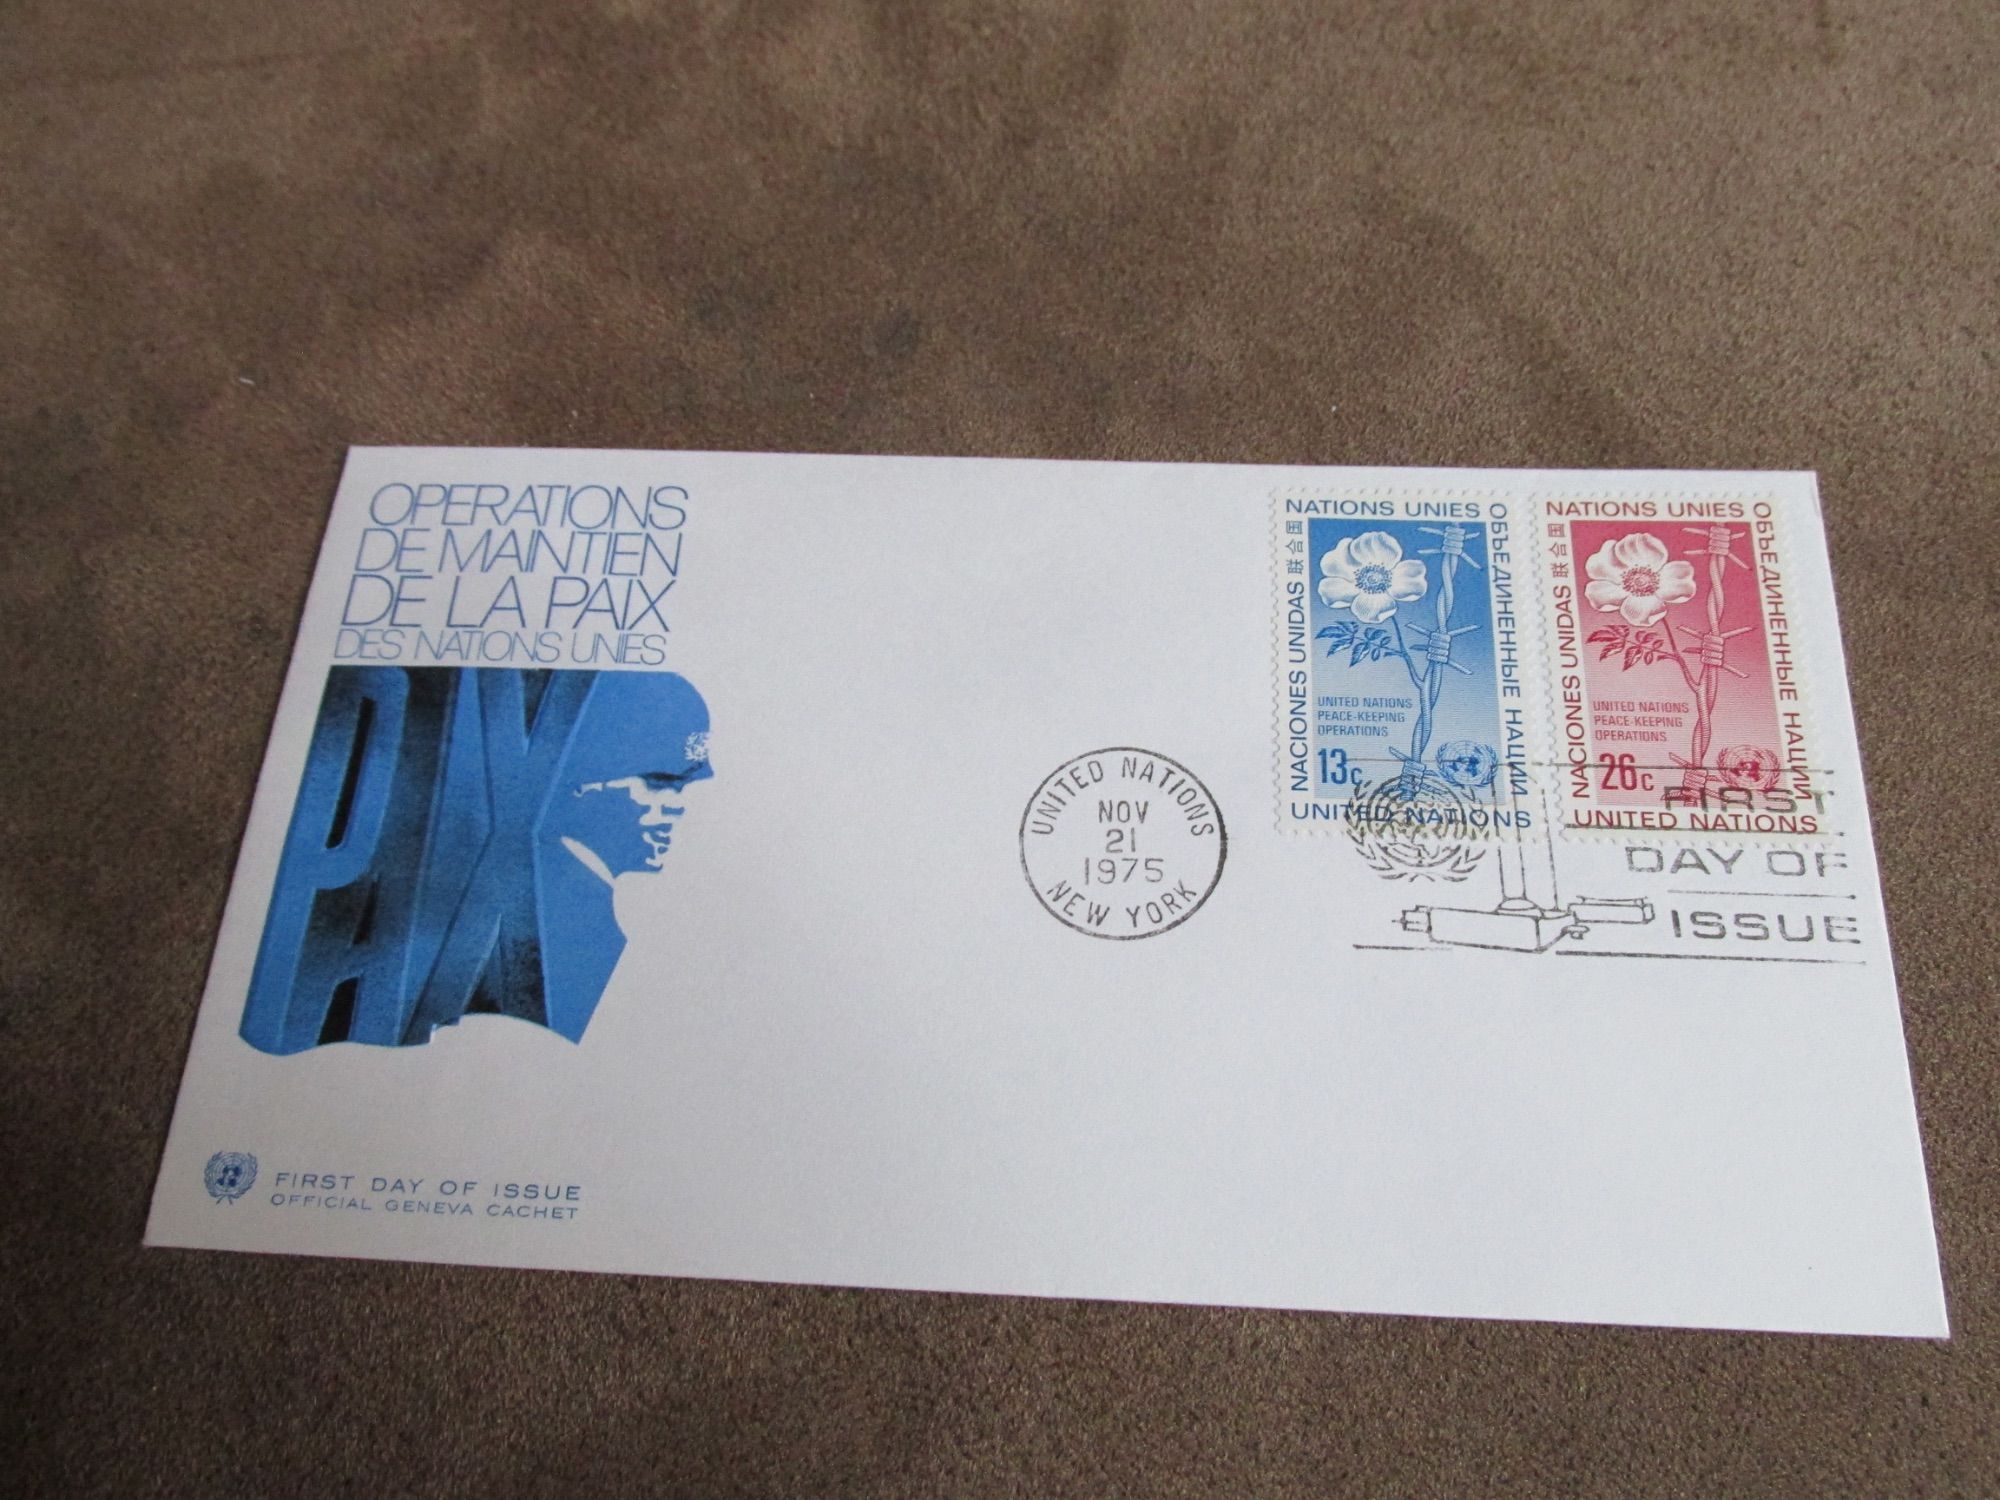 OPERATIONS
DE MAINTIEN
DE LA PAIX
DES NATIONS UNIES
PAX
FIRST DAY OF ISSUE
OFFICIAL GENEVA CACHET
UNITED NATIONS
NOV
21
1975
NEW YORK
NATIONS UNIES
ОБЪЕДИНЕННЫЕ НАЦИИ
NACIONES UNIDAS 联合国
UNITED NATIONS
PEACE-KEEPING
OPERATIONS
13c
UNITED NATIONS
NATIONS UNIES
ОБЪЕДИНЕННЫЕ НАЦИИ
NACIONES UNIDAS 联合国
UNITED NATIONS
PEACE-KEEPING
OPERATIONS
26c
UNITED NATIONS
FIRST
DAY OF
ISSUE